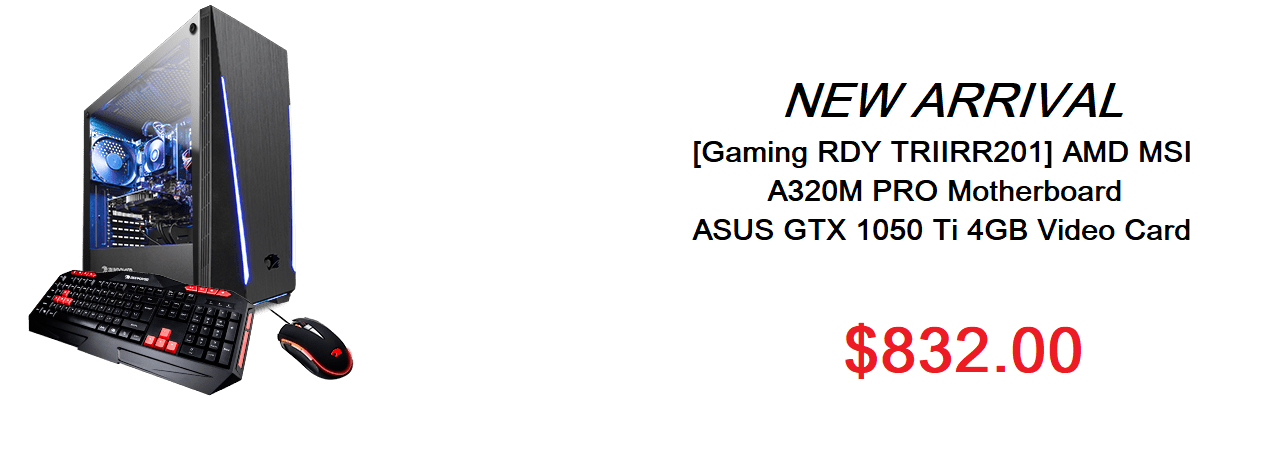 NEW ARRIVAL
[Gaming RDY TRIIRR201] AMD MSI
A320M PRO Motherboard
ASUS GTX 1050 Ti 4GB Video Card
$832.00